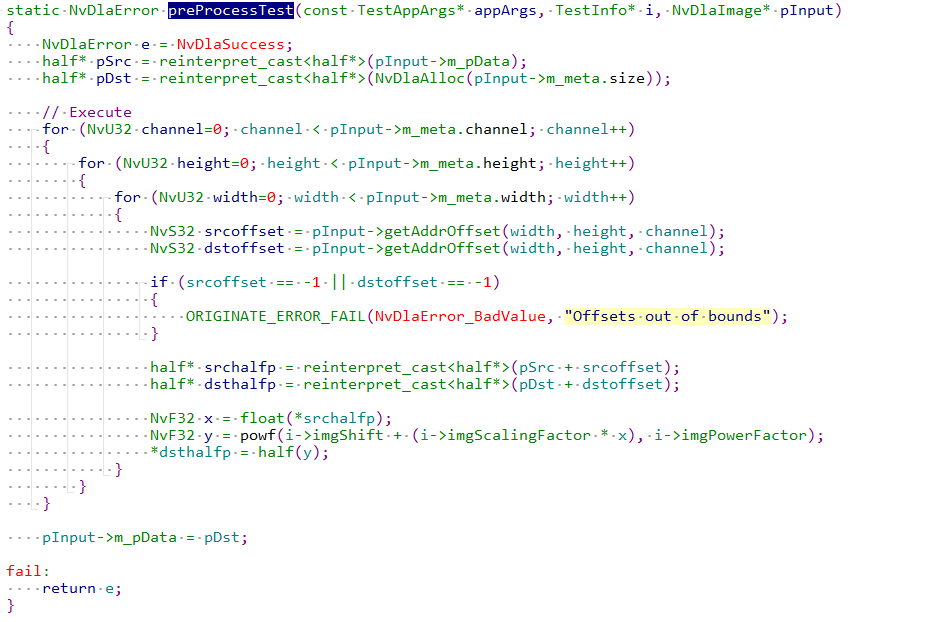 static NvDlaError preProcessTest(const TestAppArgs* appArgs, TestInfo* i, NvDlaImage* pInput)
{
    NvDlaError e = NvDlaSuccess;
    half* pSrc = reinterpret_cast<half*>(pInput->m_pData);
    half* pDst = reinterpret_cast<half*>(NvDlaAlloc(pInput->m_meta.size));

    // Execute
    for (NvU32 channel=0; channel < pInput->m_meta.channel; channel++)
    {
        for (NvU32 height=0; height < pInput->m_meta.height; height++)
        {
            for (NvU32 width=0; width < pInput->m_meta.width; width++)
            {
                NvS32 srcoffset = pInput->getAddrOffset(width, height, channel);
                NvS32 dstoffset = pInput->getAddrOffset(width, height, channel);

                if (srcoffset == -1 || dstoffset == -1)
                {
                    ORIGINATE_ERROR_FAIL(NvDlaError_BadValue, "Offsets out of bounds");
                }

                half* srchalfp = reinterpret_cast<half*>(pSrc + srcoffset);
                half* dsthalfp = reinterpret_cast<half*>(pDst + dstoffset);

                NvF32 x = float(*srchalfp);
                NvF32 y = powf(i->imgShift + (i->imgScalingFactor * x), i->imgPowerFactor);
                *dsthalfp = half(y);
            }
        }
    }

    pInput->m_pData = pDst;

fail:
    return e;
}